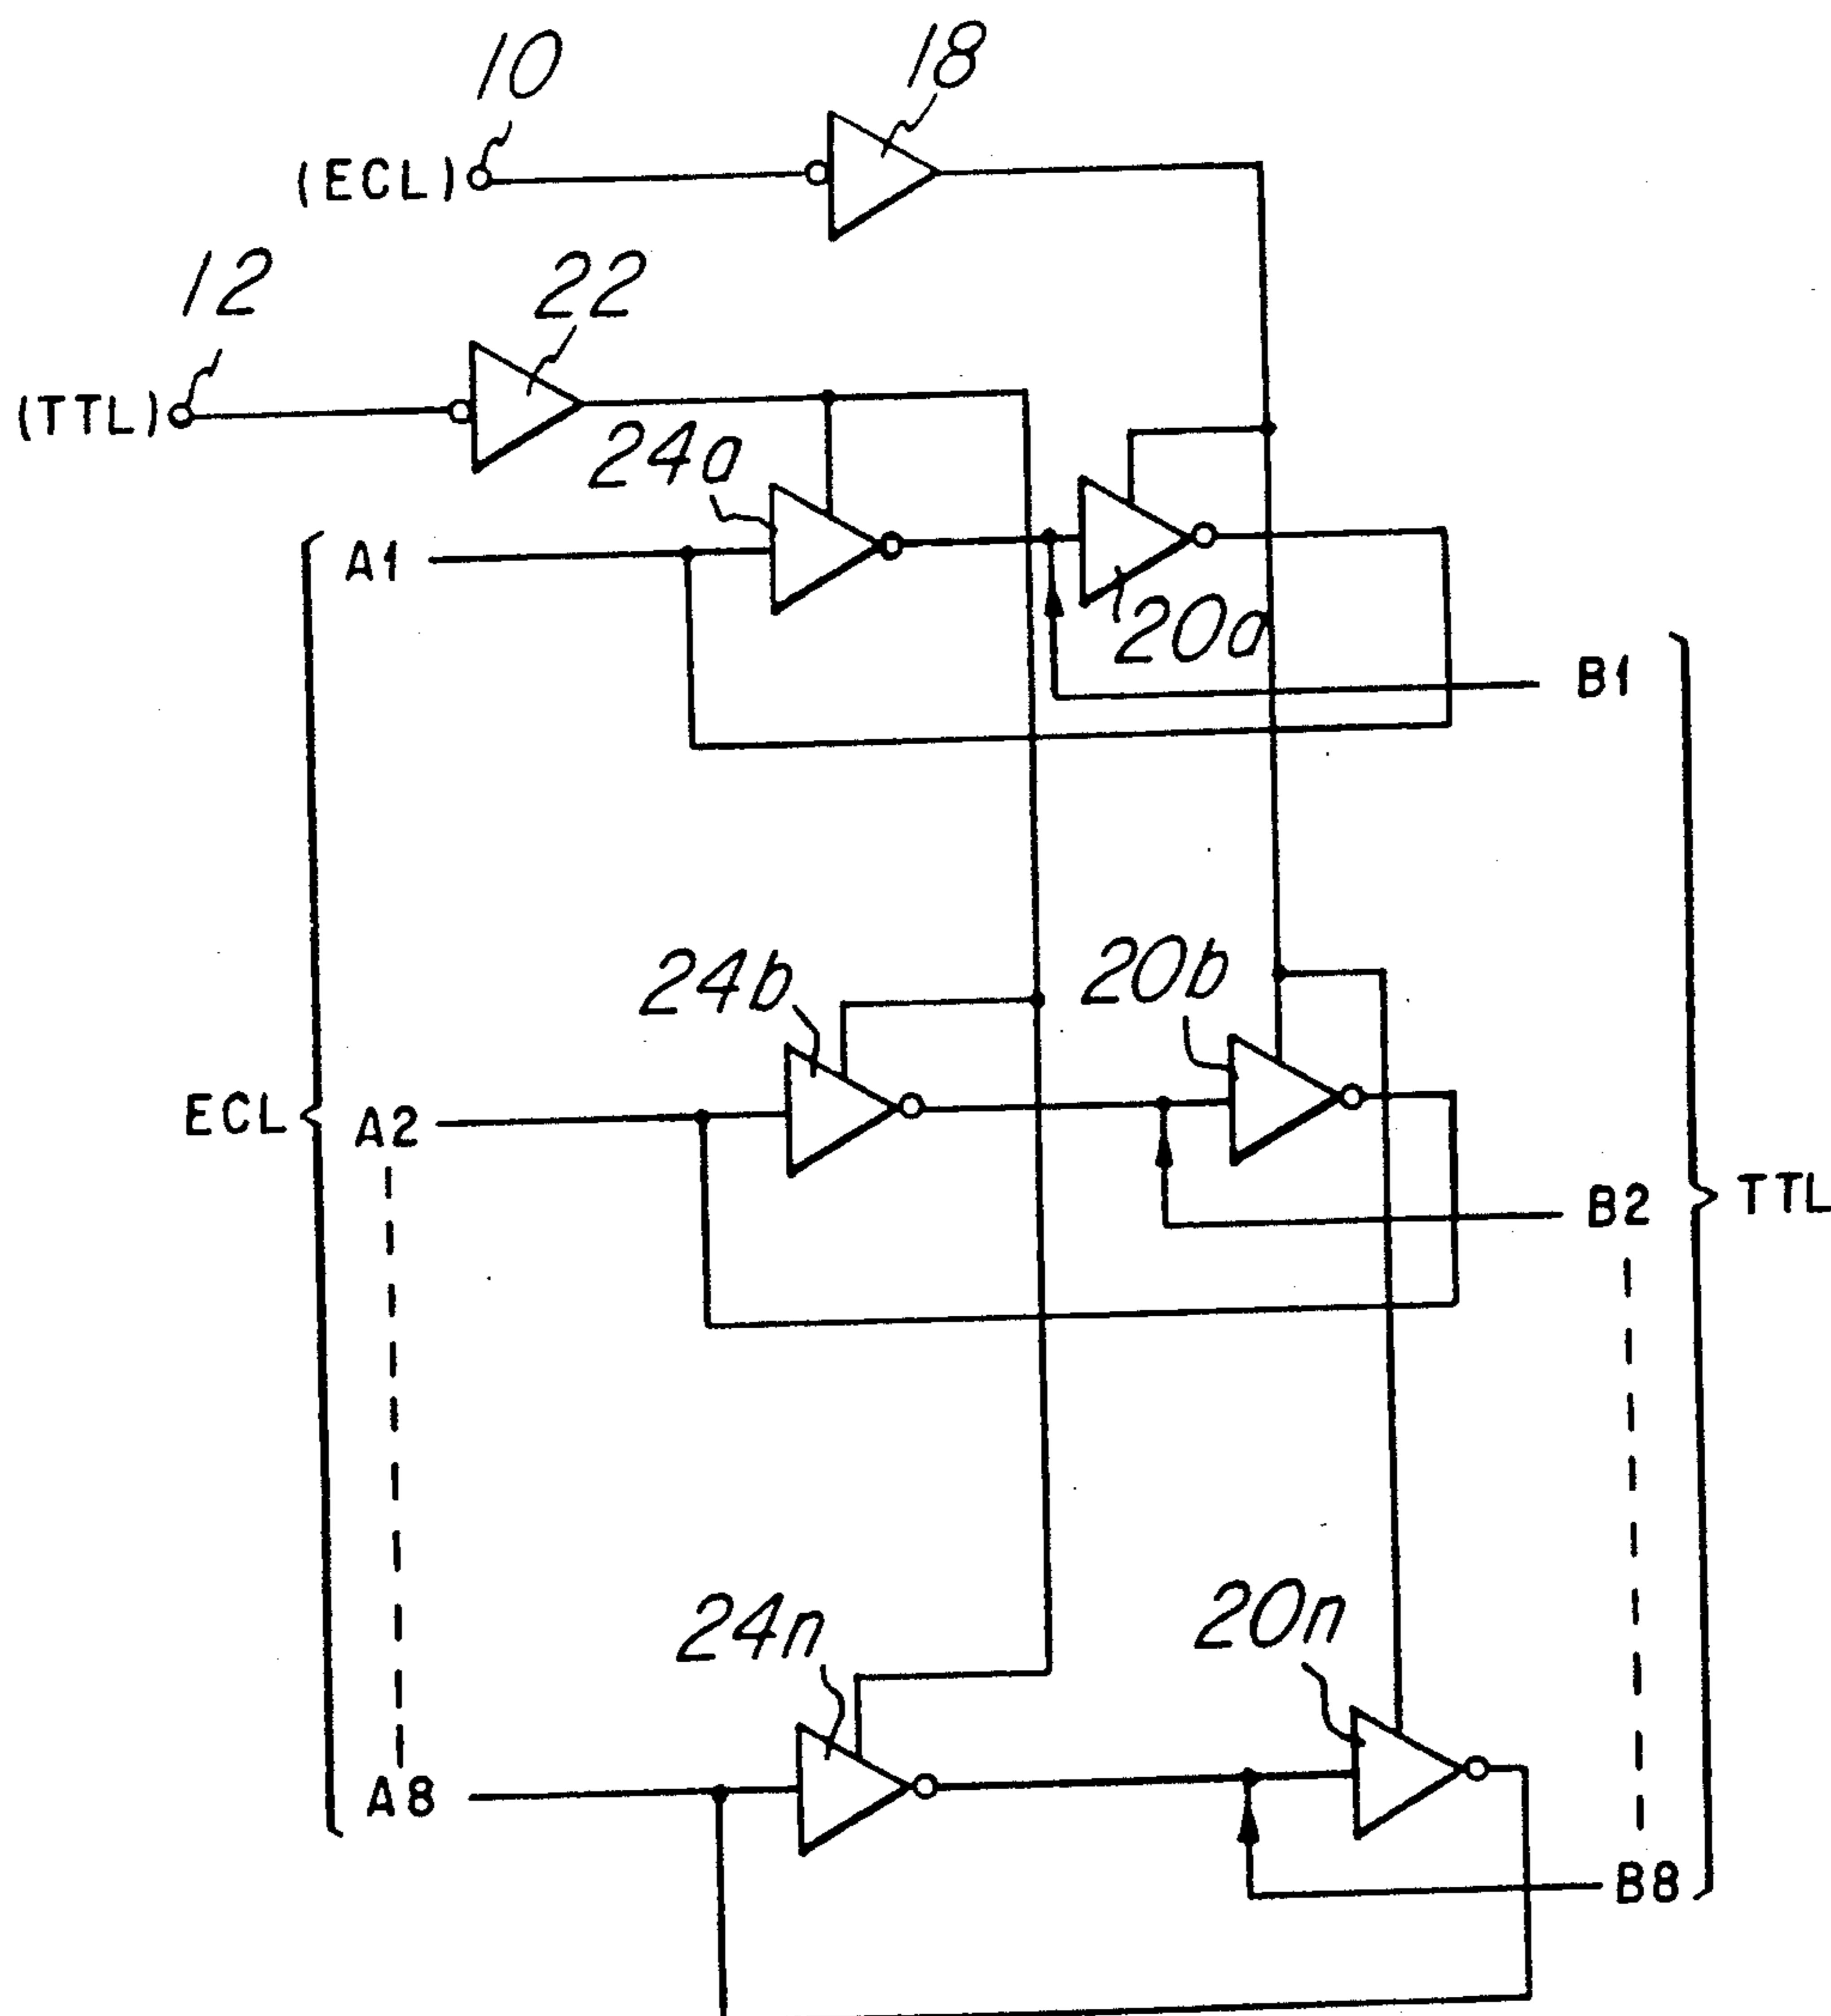 10
18
(ECL)
12
22
(TTL)
24a
A1
20a
B1
24b
20b
ECL
A2
B2
TTL
24n
20n
A8
B8